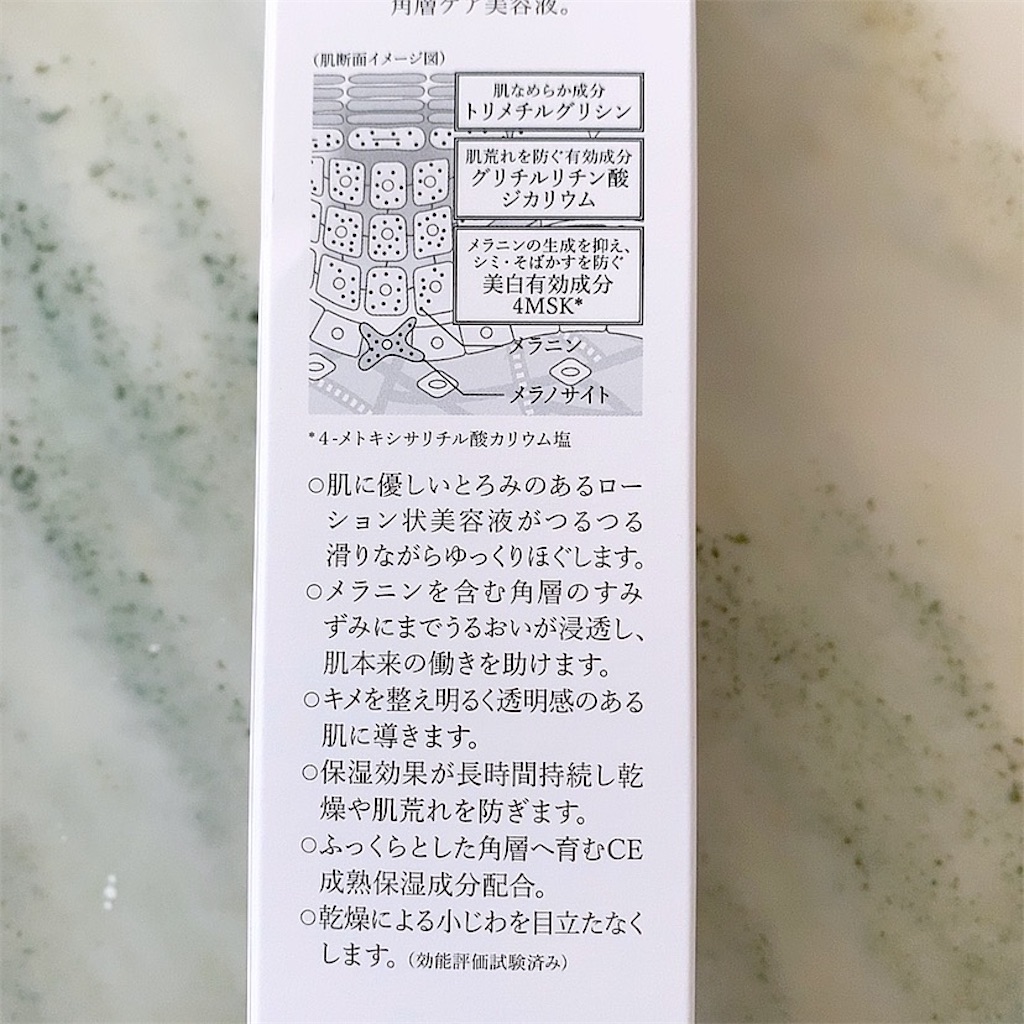 角層ケア美容液。
（肌断面イメージ図）
肌なめらか成分
トリメチルグリシン
肌荒れを防ぐ有効成分
グリチルリチン酸
ジカリウム
メラニンの生成を抑え、
シミ・そばかすを防ぐ
美白有効成分
4MSK*
メラニン
メラノサイト
*4-メトキシサリチル酸カリウム塩
○肌に優しいとろみのあるロー
ション状美容液がつるつる
滑りながらゆっくりほぐします。
○メラニンを含む角層のすみ
ずみにまでうるおいが浸透し、
肌本来の働きを助けます。
○キメを整え明るく透明感のある
肌に導きます。
○保湿効果が長時間持続し乾
燥や肌荒れを防ぎます。
○ふっくらとした角層へ育むCE
成熟保湿成分配合。
○乾燥による小じわを目立たなく
します。（効能評価試験済み）